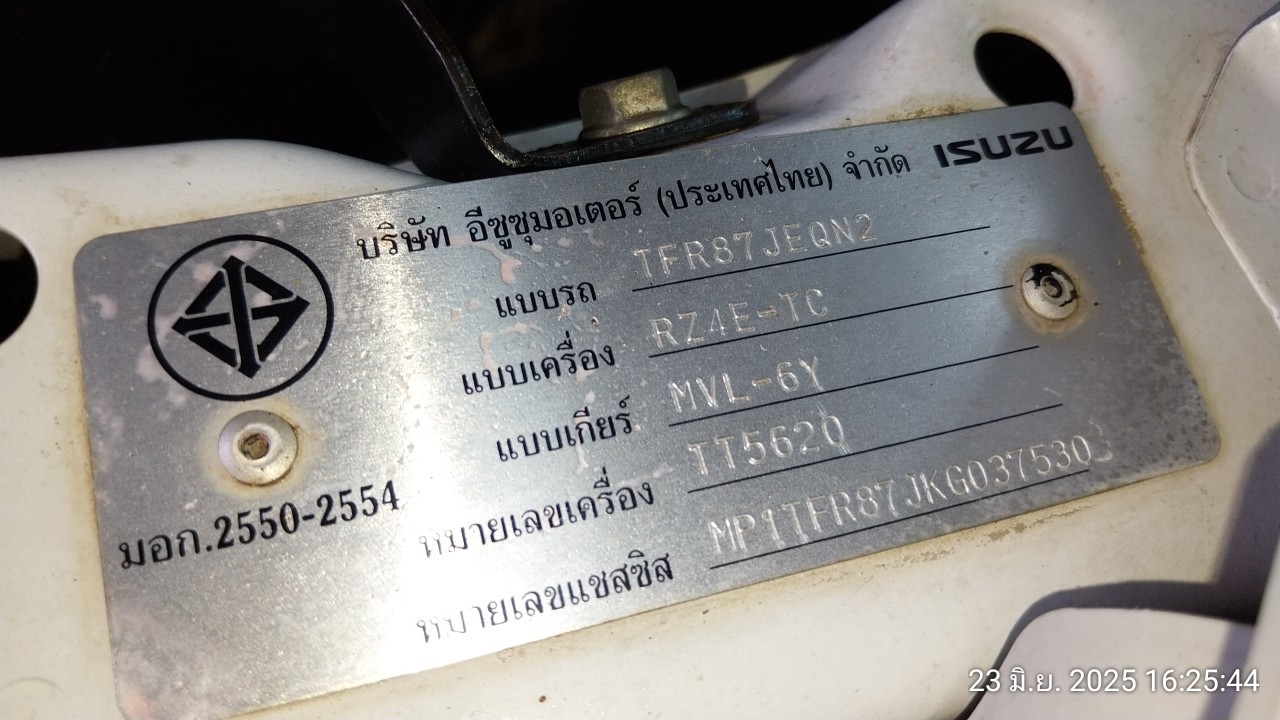 บริษัท อีซูซุมอเตอร์ (ประเทศไทย) จำกัด ISUZU
แบบรถ TFR87JEQN2
แบบเครื่อง RZ4E-TC
แบบเกียร์ MVL-6Y
หมายเลขเครื่อง TT5620
มอก.2550-2554
หมายเลขแชสซิส MP1TFR87JKG037530
23 มิ.ย. 2025 16:25:44